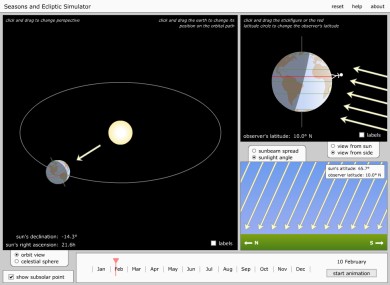 Seasons and Ecliptic Simulator
reset help about
click and drag to change perspective
click and drag the earth to change its
position on the orbital path
click and drag the stickfigure or the red
latitude circle to change the observer's latitude
observer's latitude: 10.0° N
labels
sunbeam spread
sunlight angle
view from sun
view from side
sun's altitude: 65.7°
observer latitude: 10.0° N
N
S
sun's declination: -14.3°
sun's right ascension: 21.6h
labels
orbit view
celestial sphere
show subsolar point
Jan Feb Mar Apr May Jun Jul Aug Sep Oct Nov Dec
10 February
start animation